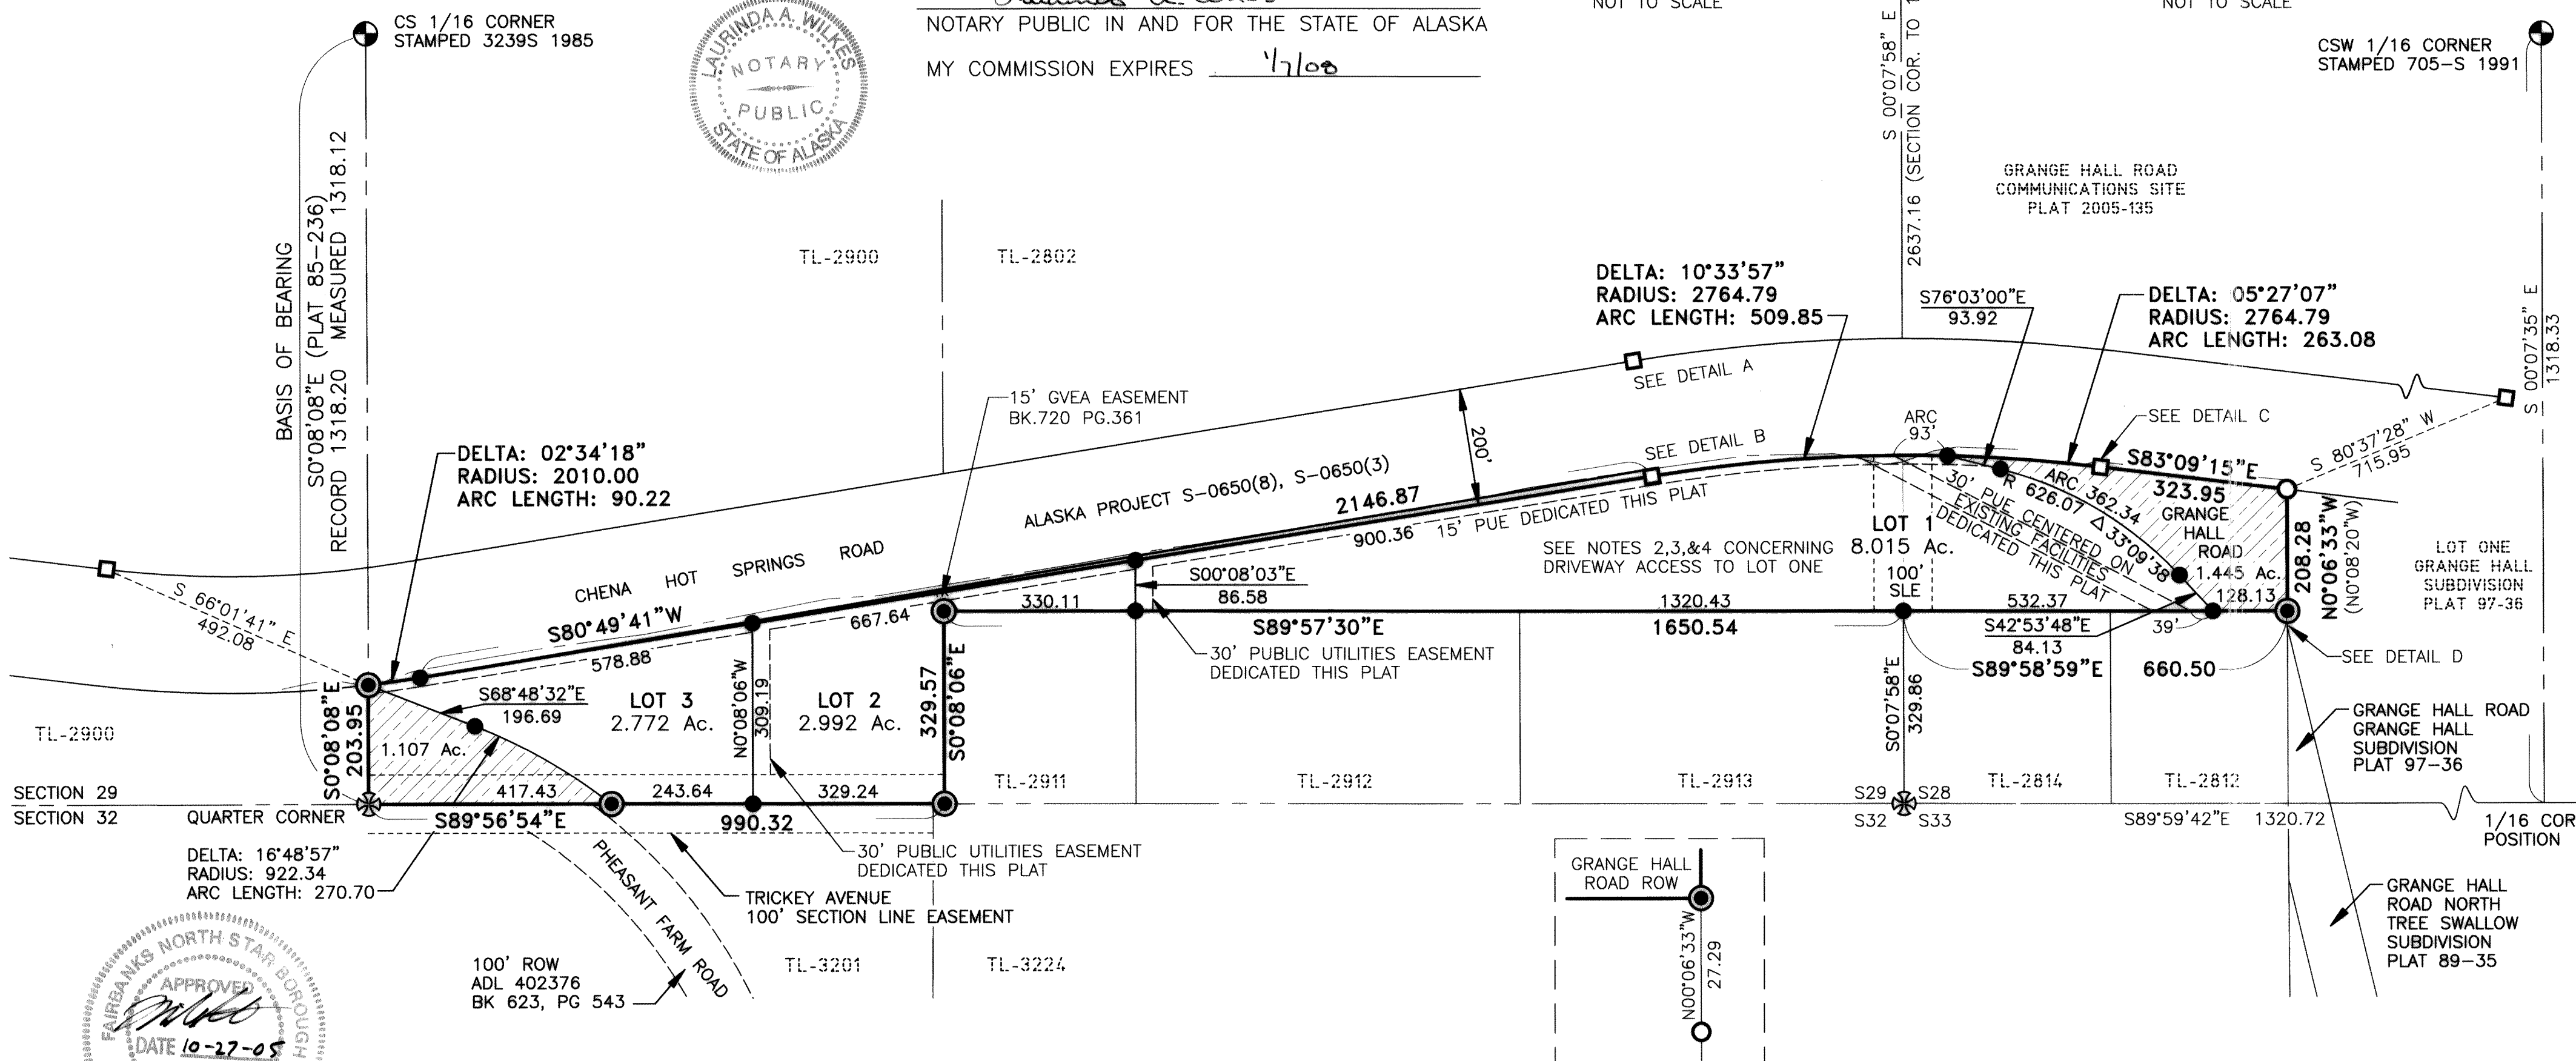 CS 1/16 CORNER
STAMPED 3239S 1985
LAURINDA A. WILKES
NOTARY
PUBLIC
STATE OF ALASKA
NOTARY PUBLIC IN AND FOR THE STATE OF ALASKA
MY COMMISSION EXPIRES 1/7/08
NOT TO SCALE
NOT TO SCALE
S 00°07'58" E
2637.16 (SECTION COR. TO 1
CSW 1/16 CORNER
STAMPED 705-S 1991
GRANGE HALL ROAD
COMMUNICATIONS SITE
PLAT 2005-135
BASIS OF BEARING
S0°08'08"E (PLAT 85-236)
RECORD 1318.20 MEASURED 1318.12
TL-2900
TL-2802
DELTA: 10°33'57"
RADIUS: 2764.79
ARC LENGTH: 509.85
S76°03'00"E
93.92
DELTA: 05°27'07"
RADIUS: 2764.79
ARC LENGTH: 263.08
S 00°07'35" E
1318.33
SEE DETAIL A
15' GVEA EASEMENT
BK.720 PG.361
200'
SEE DETAIL B
ARC
93'
SEE DETAIL C
S 80°37'28" W
715.95
DELTA: 02°34'18"
RADIUS: 2010.00
ARC LENGTH: 90.22
ALASKA PROJECT S-0650(8), S-0650(3)
2146.87
900.36
15' PUE DEDICATED THIS PLAT
S83°09'15"E
323.95
ARC 362.34
R 626.07 Δ 33°09'38
30' PUE CENTERED ON
EXISTING FACILITIES
DEDICATED THIS PLAT
GRANGE
HALL
ROAD
1.445 Ac.
208.28
N0°06'33"W
(N0°08'20"W)
LOT 1
8.015 Ac.
100'
SLE
SEE NOTES 2,3,&4 CONCERNING
DRIVEWAY ACCESS TO LOT ONE
LOT ONE
GRANGE HALL
SUBDIVISION
PLAT 97-36
CHENA HOT SPRINGS ROAD
S 66°01'41" E
492.08
S80°49'41"W
578.88
667.64
330.11
S00°08'03"E
86.58
1320.43
S89°57'30"E
1650.54
532.37
128.13
S42°53'48"E
84.13
39'
S89°58'59"E
660.50
SEE DETAIL D
30' PUBLIC UTILITIES EASEMENT
DEDICATED THIS PLAT
S0°08'08"E
203.95
S68°48'32"E
196.69
LOT 3
2.772 Ac.
N0°08'06"W
309.19
LOT 2
2.992 Ac.
329.57
S0°08'06"E
S0°07'58"E
329.86
TL-2900
1.107 Ac.
GRANGE HALL ROAD
GRANGE HALL
SUBDIVISION
PLAT 97-36
SECTION 29
SECTION 32
QUARTER CORNER
417.43
243.64
329.24
S89°56'54"E
990.32
TL-2911
TL-2912
TL-2913
S29
S28
S32
S33
TL-2814
TL-2812
S89°59'42"E 1320.72
1/16 COR
POSITION
DELTA: 16°48'57"
RADIUS: 922.34
ARC LENGTH: 270.70
PHEASANT FARM ROAD
30' PUBLIC UTILITIES EASEMENT
DEDICATED THIS PLAT
TRICKEY AVENUE
100' SECTION LINE EASEMENT
GRANGE HALL
ROAD ROW
N00°06'33"W
27.29
GRANGE HALL
ROAD NORTH
TREE SWALLOW
SUBDIVISION
PLAT 89-35
100' ROW
ADL 402376
BK 623, PG 543
TL-3201
TL-3224
FAIRBANKS NORTH STAR BOROUGH
APPROVED
DATE 10-27-05